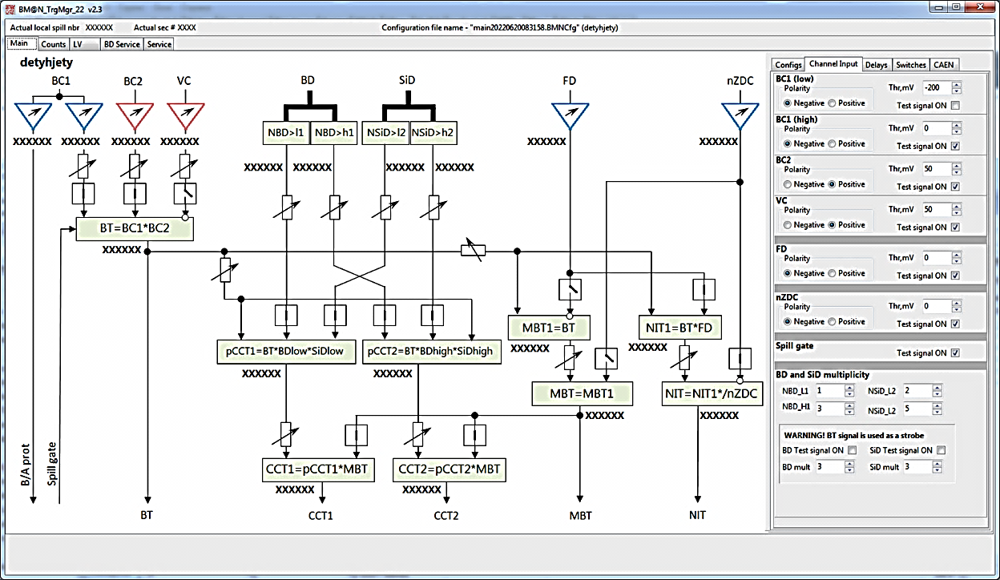 BM@N_TrgMgr_22 v2.3
Actual local spill nbr XXXXXX Actual sec # XXXX Configuration file name - "main20220620083158.BMNCfg" (detyhjety)
Main Counts LV BD Service Service
detyhjety
BC1 BC2 VC BD SiD FD nZDC
NBD>l1 NBD>h1 NSiD>l2 NSiD>h2
XXXXXX XXXXXX XXXXXX XXXXXX XXXXXX XXXXXX
XXXXXX XXXXXX XXXXXX XXXXXX
BT=BC1*BC2
XXXXXX
MBT1=BT NIT1=BT*FD
XXXXXX XXXXXX
pCCT1=BT*BDlow*SiDlow pCCT2=BT*BDhigh*SiDhigh
XXXXXX XXXXXX
MBT=MBT1 NIT=NIT1*/nZDC
XXXXXX XXXXXX
B/A prot
Spill gate
CCT1=pCCT1*MBT CCT2=pCCT2*MBT
XXXXXX XXXXXX
BT CCT1 CCT2 MBT NIT
Configs Channel Input Delays Switches CAEN
BC1 (low)
Polarity Thr,mV -200
Negative Positive Test signal ON
BC1 (high)
Polarity Thr,mV 0
Negative Positive Test signal ON
BC2
Polarity Thr,mV 50
Negative Positive Test signal ON
VC
Polarity Thr,mV 50
Negative Positive Test signal ON
FD
Polarity Thr,mV 0
Negative Positive Test signal ON
nZDC
Polarity Thr,mV 0
Negative Positive Test signal ON
Spill gate
Test signal ON
BD and SiD multiplicity
NBD_L1 1 NSiD_L2 2
NBD_H1 3 NSiD_L2 5
WARNING! BT signal is used as a strobe
BD Test signal ON SiD Test signal ON
BD mult 3 SiD mult 3